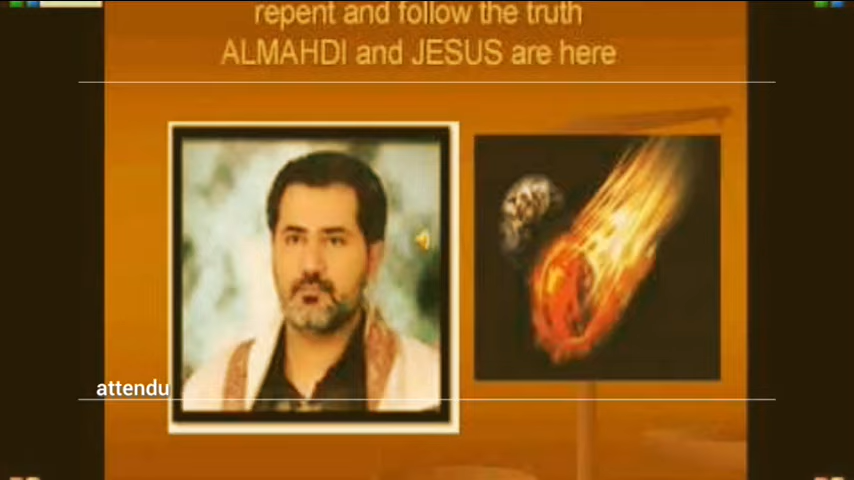 repent and follow the truth
ALMAHDI and JESUS are here
attendu